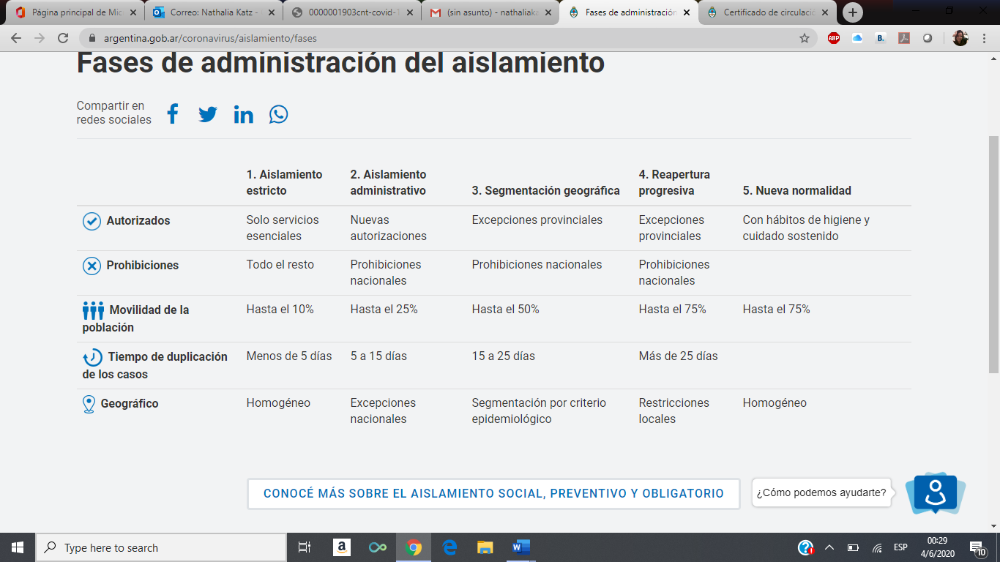 Página principal de Mic
Correo: Nathalia Katz -
0000001903cnt-covid-1
(sin asunto) - nathaliaka
Fases de administración
Certificado de circulació
argentina.gob.ar/coronavirus/aislamiento/fases
ABP
B.
Fases de administración del aislamiento
Compartir en
redes sociales
1. Aislamiento
estricto
2. Aislamiento
administrativo
3. Segmentación geográfica
4. Reapertura
progresiva
5. Nueva normalidad
Autorizados
Solo servicios
esenciales
Nuevas
autorizaciones
Excepciones provinciales
Excepciones
provinciales
Con hábitos de higiene y
cuidado sostenido
Prohibiciones
Todo el resto
Prohibiciones
nacionales
Prohibiciones nacionales
Prohibiciones
nacionales
Movilidad de la
población
Hasta el 10%
Hasta el 25%
Hasta el 50%
Hasta el 75%
Hasta el 75%
Tiempo de duplicación
de los casos
Menos de 5 días
5 a 15 días
15 a 25 días
Más de 25 días
Geográfico
Homogéneo
Excepciones
nacionales
Segmentación por criterio
epidemiológico
Restricciones
locales
Homogéneo
CONOCÉ MÁS SOBRE EL AISLAMIENTO SOCIAL, PREVENTIVO Y OBLIGATORIO
¿Cómo podemos ayudarte?
Type here to search
ESP
00:29
4/6/2020
10